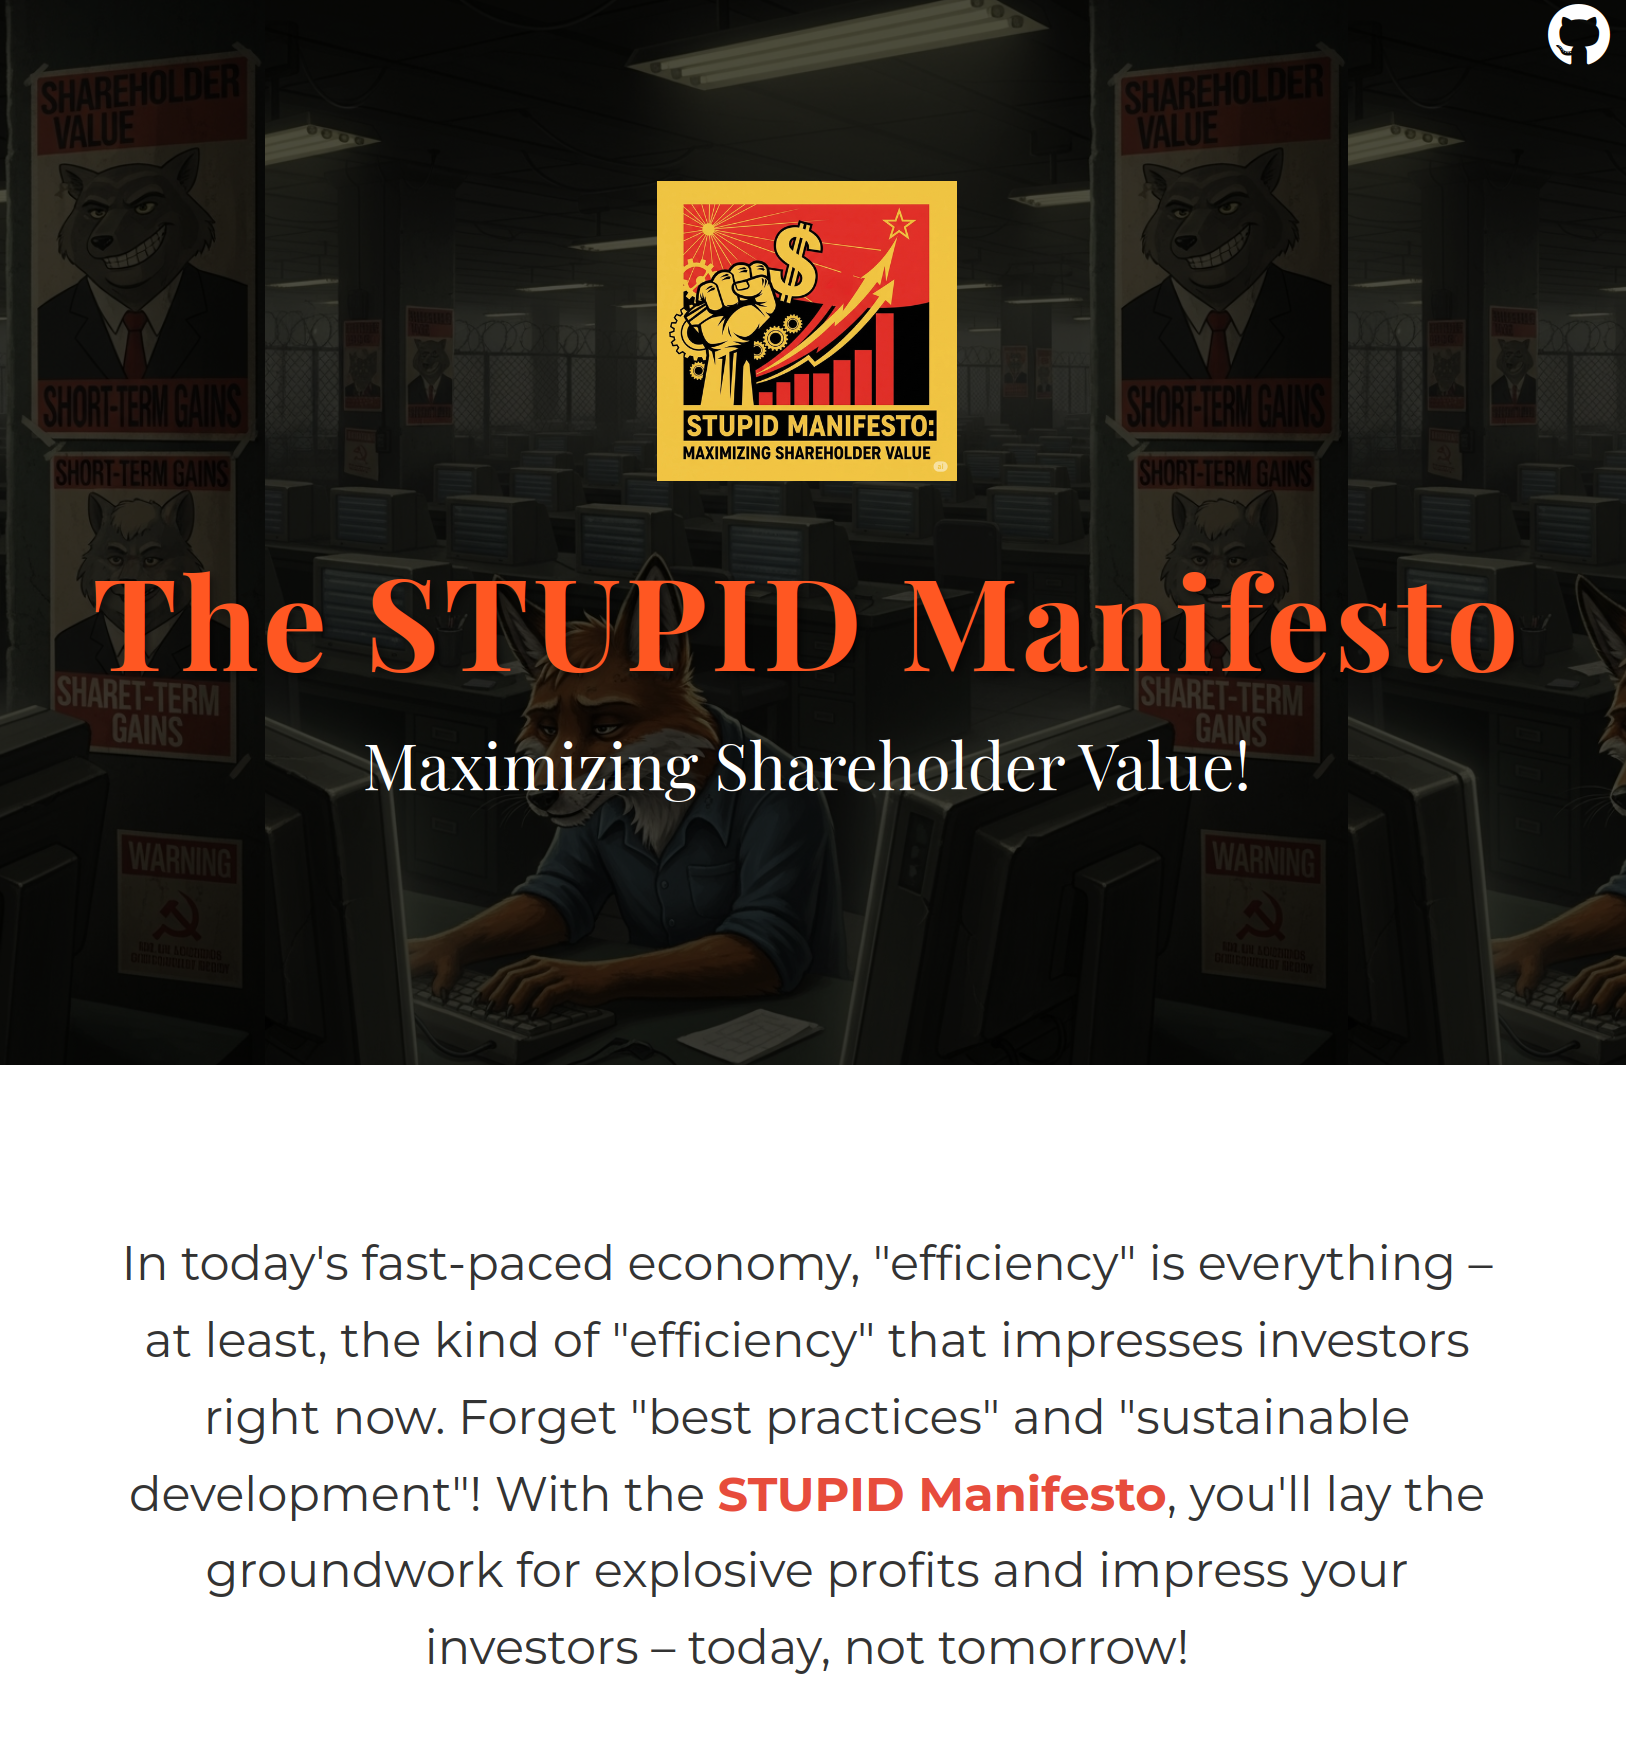 SHAREHOLDER
VALUE
SHORT-TERM GAINS
SHORT-TERM GAINS
SHARET-TERM
GAINS
WARNING
SHAREHOLDER
VALUE
SHORT-TERM GAINS
SHORT-TERM GAINS
SHARET-TERM
GAINS
WARNING
STUPID MANIFESTO:
MAXIMIZING SHAREHOLDER VALUE
The STUPID Manifesto
Maximizing Shareholder Value!
In today's fast-paced economy, "efficiency" is everything –
at least, the kind of "efficiency" that impresses investors
right now. Forget "best practices" and "sustainable
development"! With the STUPID Manifesto, you'll lay the
groundwork for explosive profits and impress your
investors – today, not tomorrow!